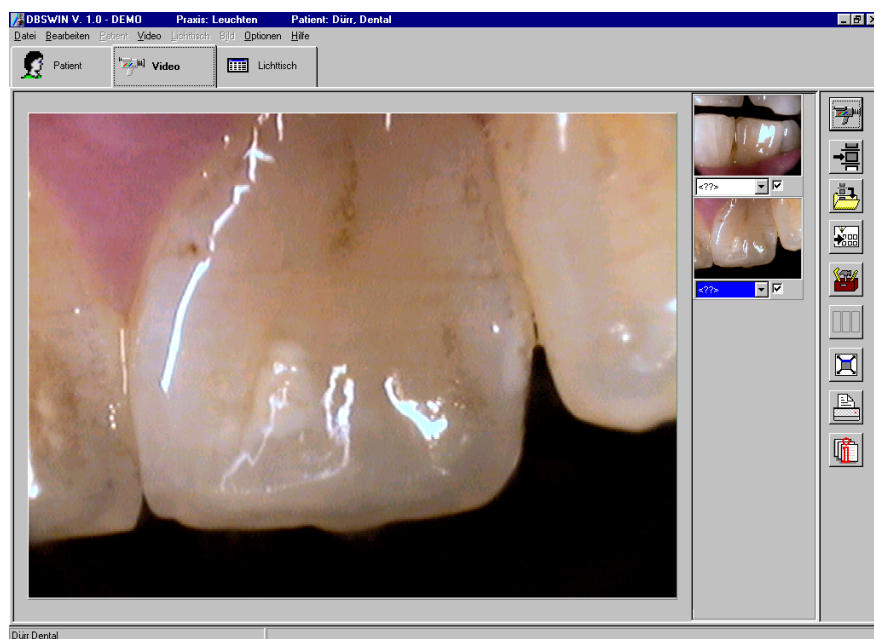 DBSWIN V. 1.0 - DEMO Praxis: Leuchten Patient: Dürr, Dental
Datei Bearbeiten Patient Video Lichttisch Bild Optionen Hilfe
Patient Video Lichttisch
<??>
<??>
Dürr Dental